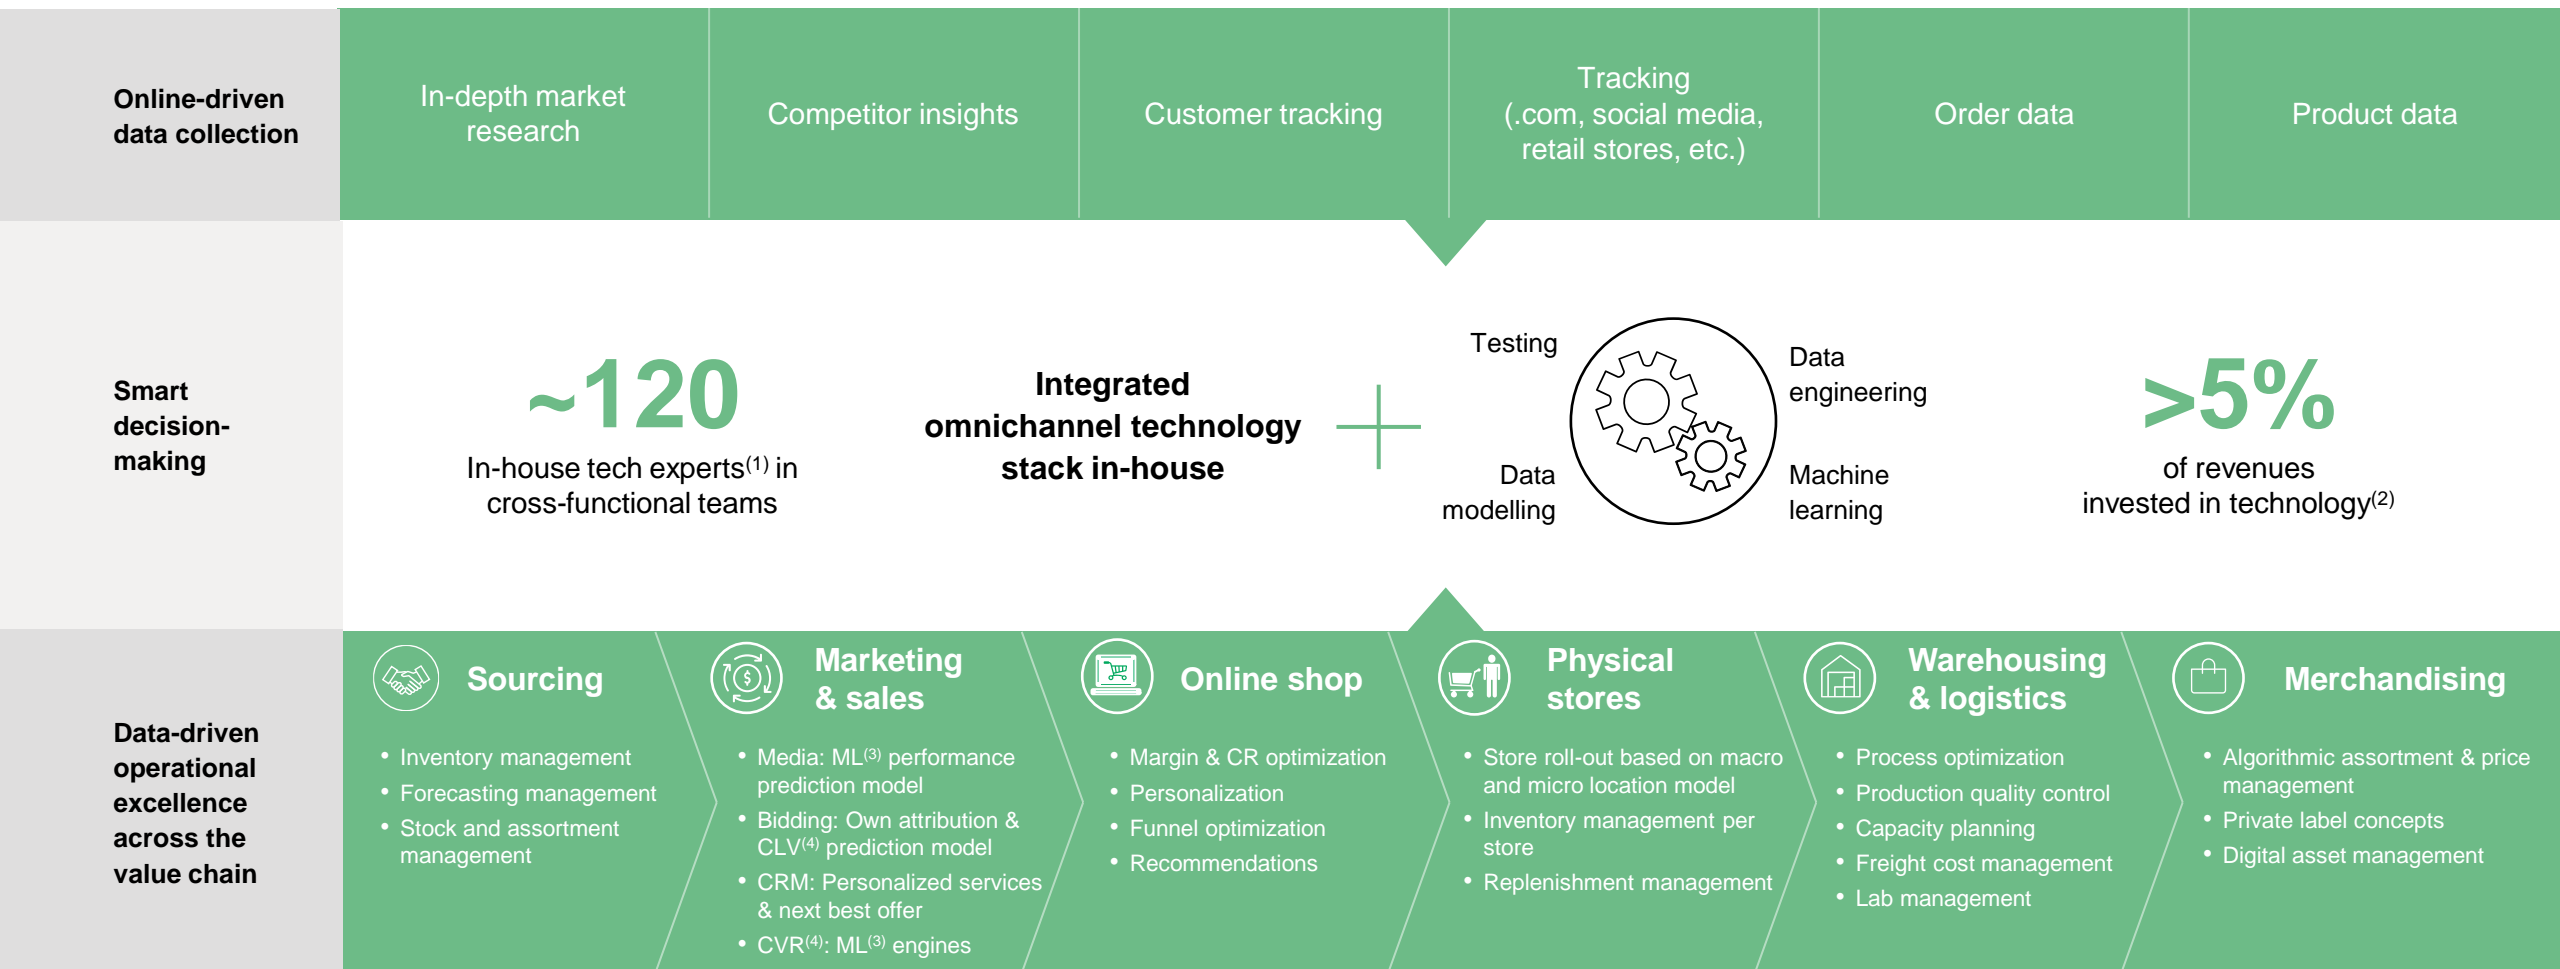 Online-driven
data collection
In-depth market
research
Competitor insights
Customer tracking
Tracking
(.com, social media,
retail stores, etc.)
Order data
Product data
Smart
decision-
making
~120
In-house tech experts(1) in
cross-functional teams
Integrated
omnichannel technology
stack in-house
Testing
Data
modelling
Data
engineering
Machine
learning
>5%
of revenues
invested in technology(2)
Data-driven
operational
excellence
across the
value chain
Sourcing
• Inventory management
• Forecasting management
• Stock and assortment
management
Marketing
& sales
• Media: ML(3) performance
prediction model
• Bidding: Own attribution &
CLV(4) prediction model
• CRM: Personalized services
& next best offer
• CVR(4): ML(3) engines
Online shop
• Margin & CR optimization
• Personalization
• Funnel optimization
• Recommendations
Physical
stores
• Store roll-out based on macro
and micro location model
• Inventory management per
store
• Replenishment management
Warehousing
& logistics
• Process optimization
• Production quality control
• Capacity planning
• Freight cost management
• Lab management
Merchandising
• Algorithmic assortment & price
management
• Private label concepts
• Digital asset management